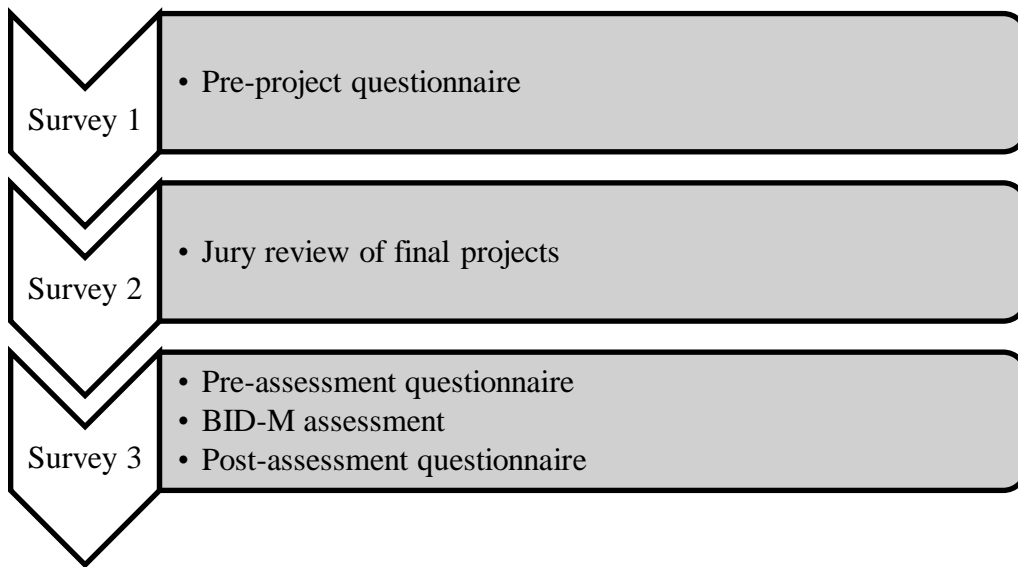 Survey 1
• Pre-project questionnaire
Survey 2
• Jury review of final projects
Survey 3
• Pre-assessment questionnaire
• BID-M assessment
• Post-assessment questionnaire